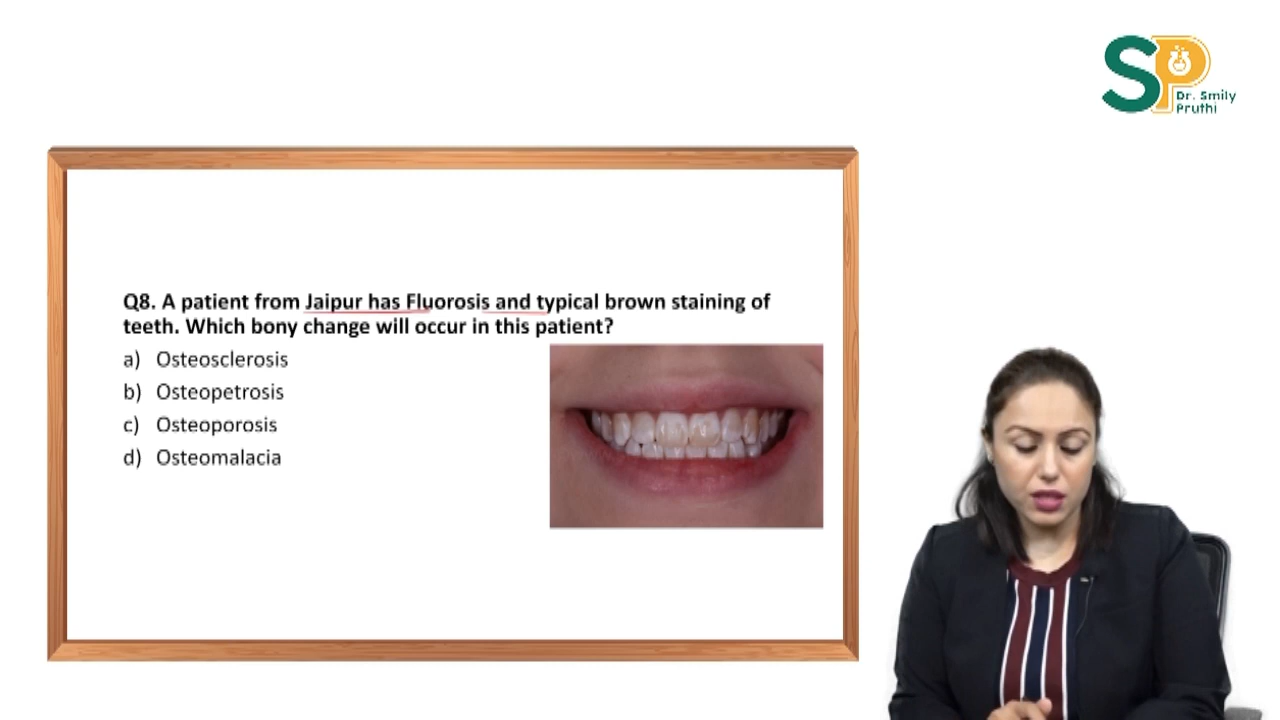 SP
Dr. Smily
Pruthi
Q8. A patient from Jaipur has Fluorosis and typical brown staining of
teeth. Which bony change will occur in this patient?
a) Osteosclerosis
b) Osteopetrosis
c) Osteoporosis
d) Osteomalacia